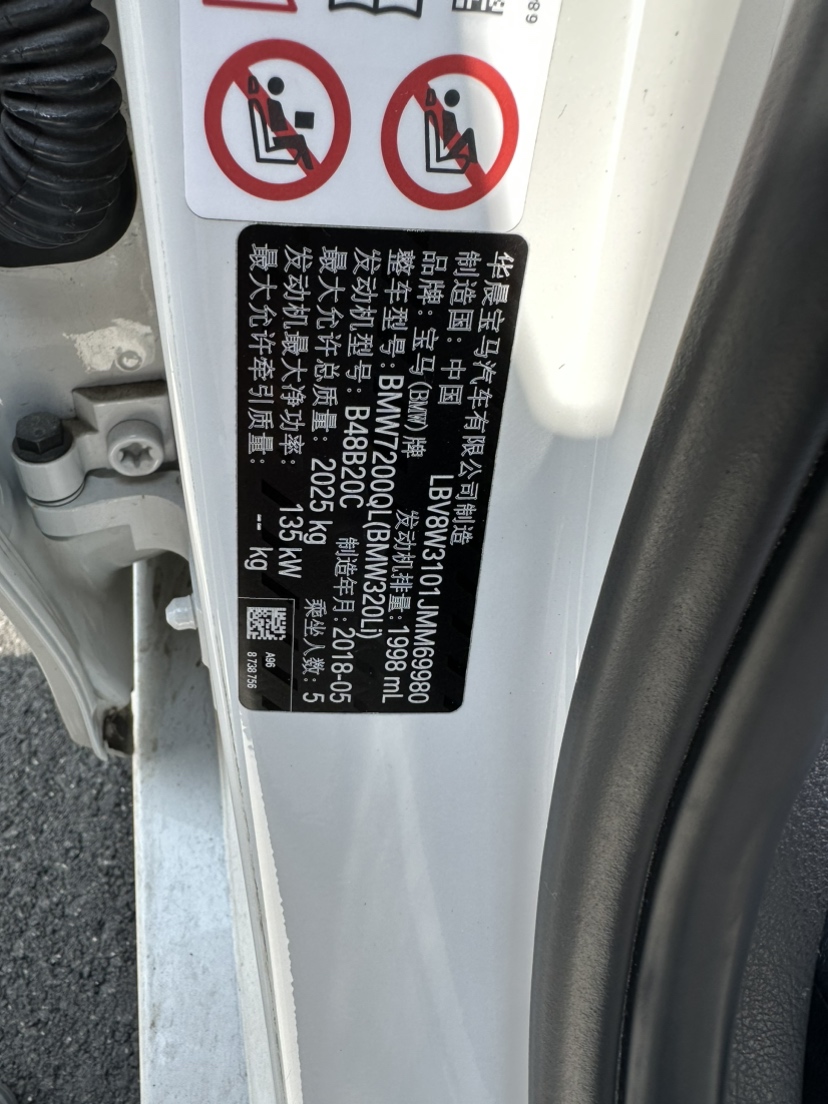 68
华晨宝马汽车有限公司制造
制造国: 中国 LBV8W3101JMM69980
品牌: 宝马(BMW)牌 发动机排量: 1998 mL
整车型号: BMW7200QL(BMW320Li)
发动机型号: B48B20C 制造年月: 2018-05
最大允许总质量: 2025 kg 乘坐人数: 5
发动机最大净功率: 135 kW
最大允许牵引质量: -- kg
A96
8 738 756